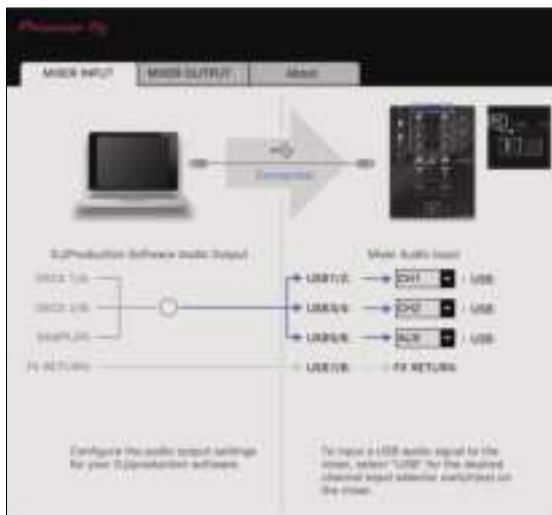 Pioneer Dj
MIXER INPUT
MIXER OUTPUT
About
Connected
DJ/Production Software Audio Output
Mixer Audio Input
DECK 1/A
USB1/2
CH1
USB
DECK 2/B
USB3/4
CH2
USB
SAMPLER
USB5/6
AUX
USB
FX RETURN
USB7/8
FX RETURN
Configure the audio output settings
for your DJ/production software.
To input a USB audio signal to the
mixer, select "USB" for the desired
channel input selector switch(es) on
the mixer.